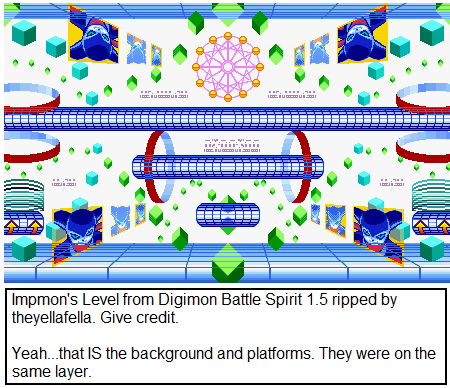 Impmon's Level from Digimon Battle Spirit 1.5 ripped by
theyellafella. Give credit.
Yeah...that IS the background and platforms. They were on the
same layer.